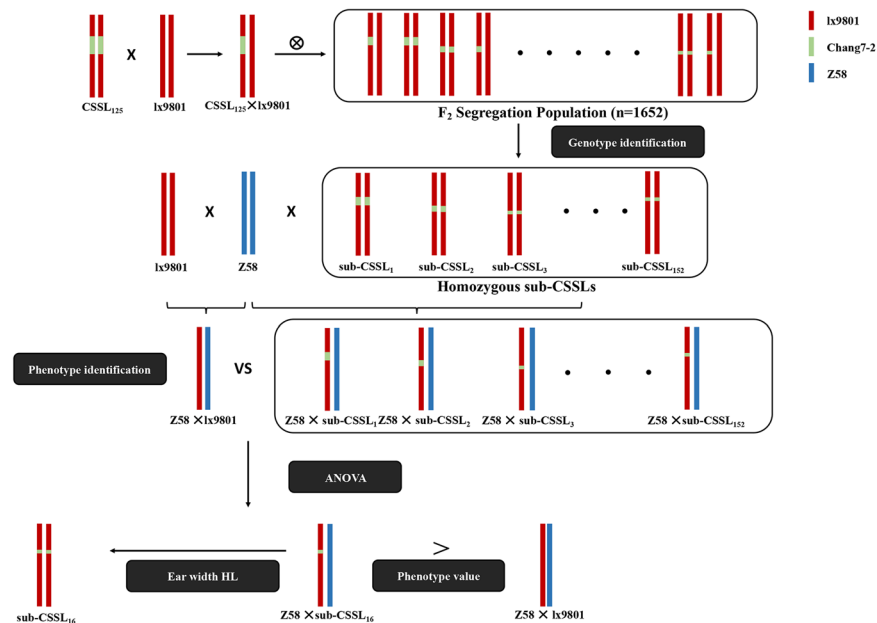 lx9801
Chang7-2
Z58
X
⊗
CSSL₁₂₅
lx9801
CSSL₁₂₅×lx9801
F₂ Segregation Population (n=1652)
Genotype identification
X
X
lx9801
Z58
sub-CSSL₁
sub-CSSL₂
sub-CSSL₃
sub-CSSL₁₅₂
Homozygous sub-CSSLs
Phenotype identification
VS
Z58 ×lx9801
Z58 × sub-CSSL₁
Z58 × sub-CSSL₂
Z58 × sub-CSSL₃
Z58 ×sub-CSSL₁₅₂
ANOVA
>
Ear width HL
Phenotype value
sub-CSSL₁₆
Z58 ×sub-CSSL₁₆
Z58 × lx9801